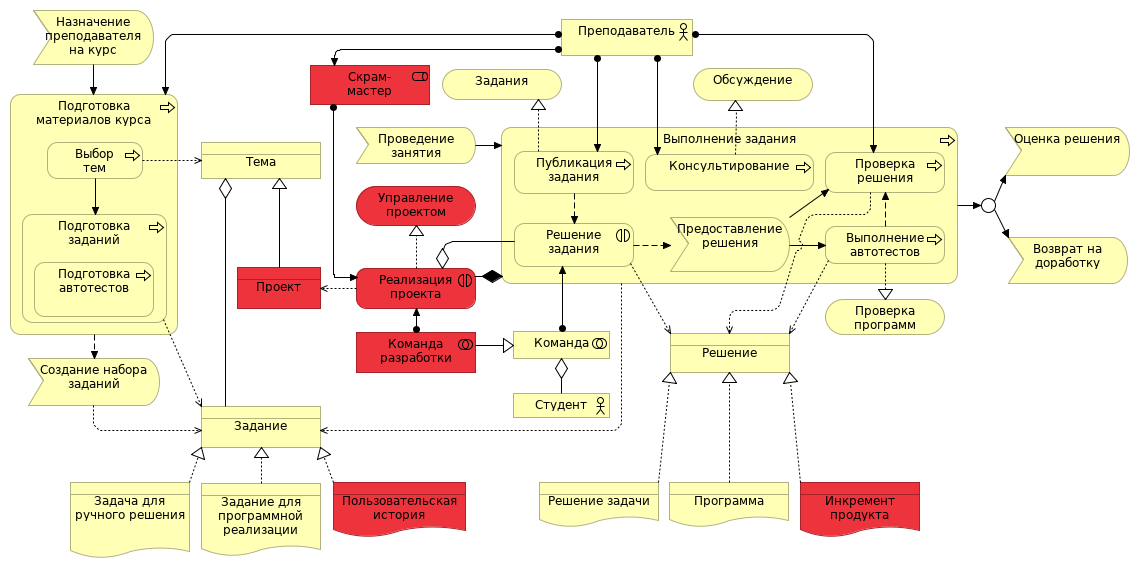 Назначение
преподавателя
на курс
Преподаватель
Скрам-
мастер
Задания
Обсуждение
Подготовка
материалов курса
Выбор
тем
Подготовка
заданий
Подготовка
автотестов
Тема
Проведение
занятия
Выполнение задания
Публикация
задания
Консультирование
Проверка
решения
Оценка решения
Управление
проектом
Решение
задания
Предоставление
решения
Выполнение
автотестов
Возврат на
доработку
Проект
Реализация
проекта
Проверка
программ
Команда
разработки
Команда
Решение
Создание набора
заданий
Студент
Задание
Задача для
ручного решения
Задание для
программной
реализации
Пользовательская
история
Решение задачи
Программа
Инкремент
продукта